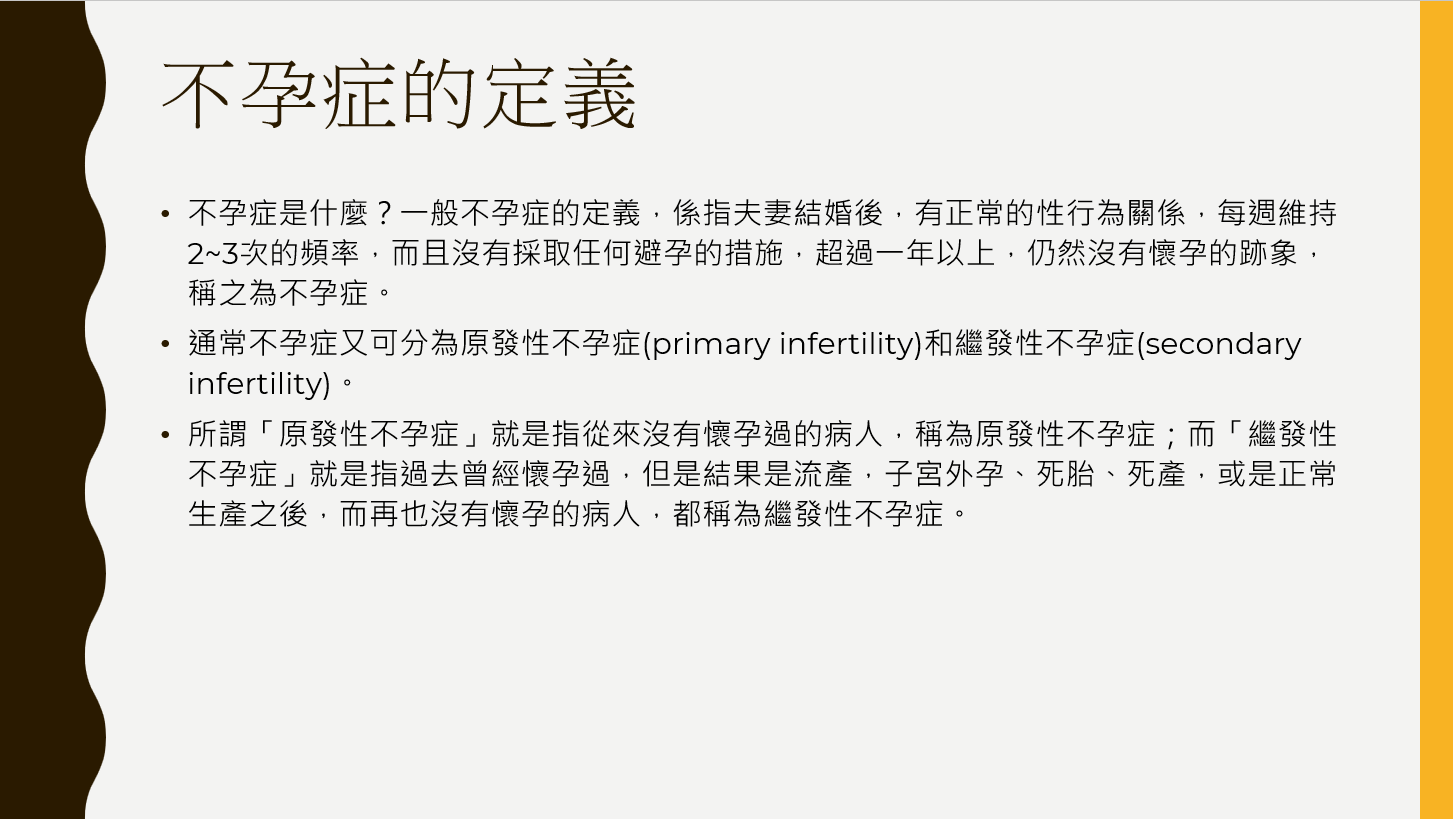 不孕症的定義
• 不孕症是什麼？一般不孕症的定義，係指夫妻結婚後，有正常的性行為關係，每週維持
2~3次的頻率，而且沒有採取任何避孕的措施，超過一年以上，仍然沒有懷孕的跡象，
稱之為不孕症。
• 通常不孕症又可分為原發性不孕症(primary infertility)和繼發性不孕症(secondary
infertility)。
• 所謂「原發性不孕症」就是指從來沒有懷孕過的病人，稱為原發性不孕症；而「繼發性
不孕症」就是指過去曾經懷孕過，但是結果是流產，子宮外孕、死胎、死產，或是正常
生產之後，而再也沒有懷孕的病人，都稱為繼發性不孕症。